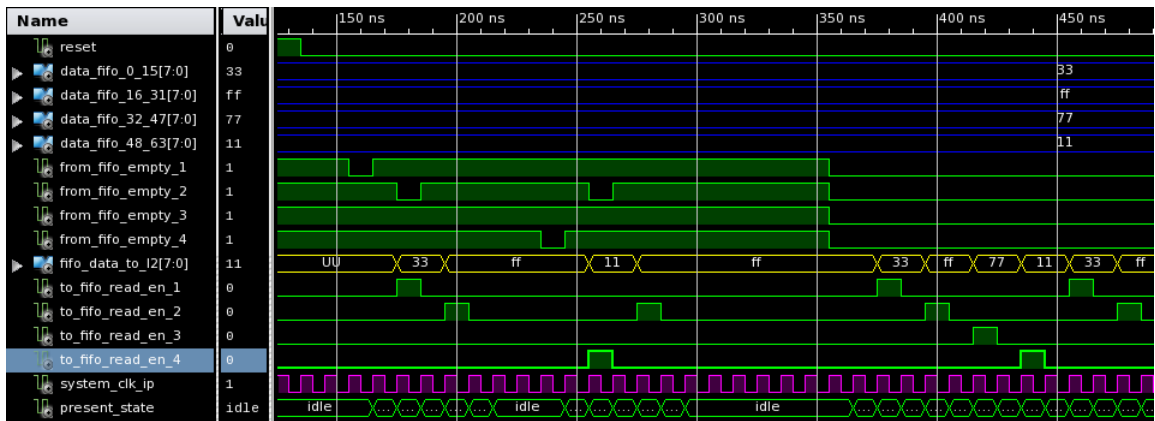 Name Valu 150 ns 200 ns 250 ns 300 ns 350 ns 400 ns 450 ns
reset 0
data_fifo_0_15[7:0] 33 33
data_fifo_16_31[7:0] ff ff
data_fifo_32_47[7:0] 77 77
data_fifo_48_63[7:0] 11 11
from_fifo_empty_1 1
from_fifo_empty_2 1
from_fifo_empty_3 1
from_fifo_empty_4 1
fifo_data_to_l2[7:0] 11 UU 33 ff 11 ff 33 ff 77 11 33 ff
to_fifo_read_en_1 0
to_fifo_read_en_2 0
to_fifo_read_en_3 0
to_fifo_read_en_4 0
system_clk_ip 1
present_state idle idle ... ... ... ... ... idle ... ... ... ... ... idle ... ... ... ... ... ... ... ... ... ... ... ... ...